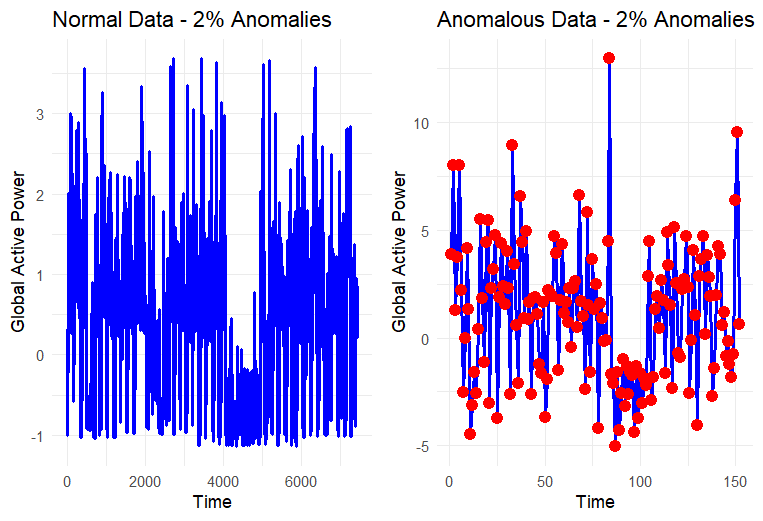 Normal Data - 2% Anomalies
Global Active Power
3
2
1
0
-1
0 2000 4000 6000
Time
Anomalous Data - 2% Anomalies
Global Active Power
10
5
0
-5
0 50 100 150
Time